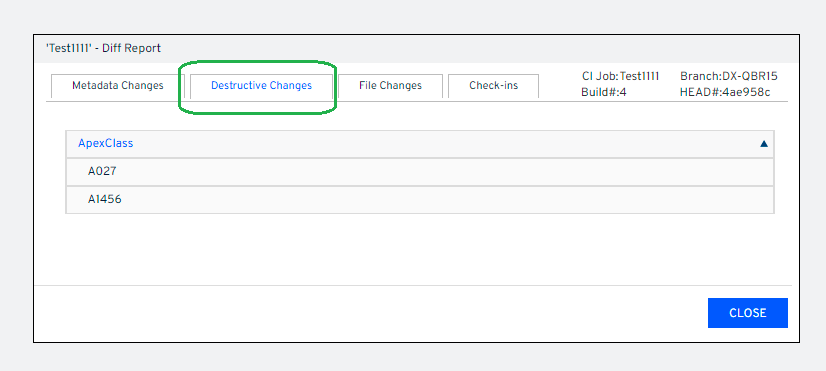 'Test1111' - Diff Report
Metadata Changes
Destructive Changes
File Changes
Check-ins
CI Job:Test1111
Branch:DX-QBR15
Build#:4
HEAD#:4ae958c
ApexClass
A027
A1456
CLOSE